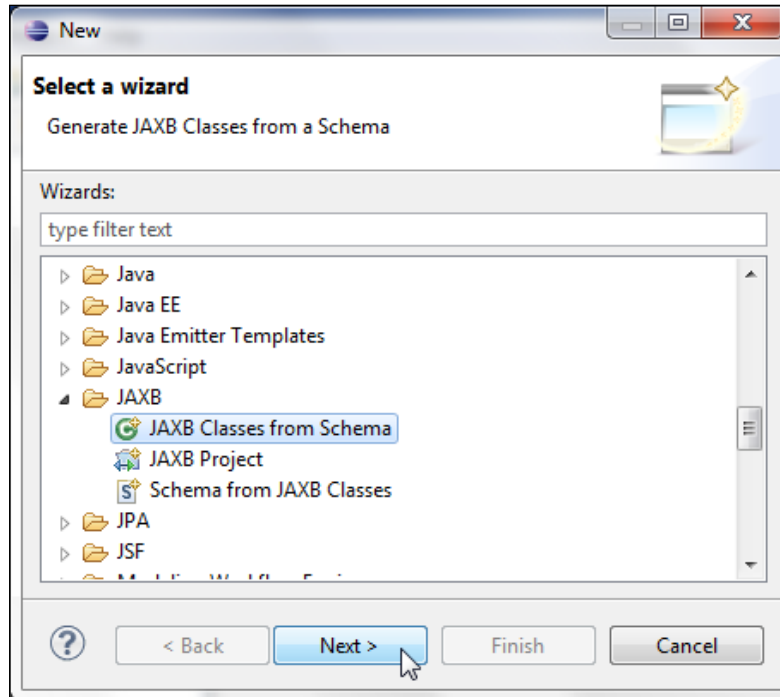 New
Select a wizard
Generate JAXB Classes from a Schema
Wizards:
type filter text
Java
Java EE
Java Emitter Templates
JavaScript
JAXB
JAXB Classes from Schema
JAXB Project
Schema from JAXB Classes
JPA
JSF
? < Back Next > Finish Cancel